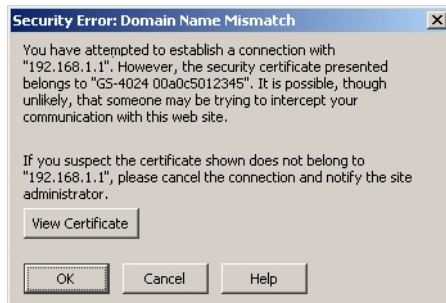 Security Error: Domain Name Mismatch
You have attempted to establish a connection with
"192.168.1.1". However, the security certificate presented
belongs to "GS-4024 00a0c5012345". It is possible, though
unlikely, that someone may be trying to intercept your
communication with this web site.
If you suspect the certificate shown does not belong to
"192.168.1.1", please cancel the connection and notify the site
administrator.
View Certificate
OK Cancel Help